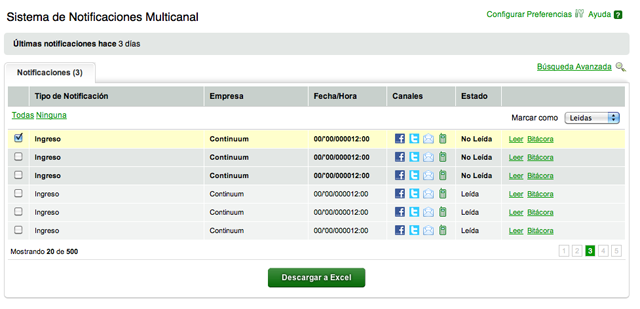 Sistema de Notificaciones Multicanal
Configurar Preferencias Ayuda ?
Últimas notificaciones hace 3 días
Notificaciones (3)
Búsqueda Avanzada
Tipo de Notificación Empresa Fecha/Hora Canales Estado
Todas Ninguna Marcar como Leidas
Ingreso Continuum 00/'00/000012:00 No Leída Leer Bitácora
Ingreso Continuum 00/'00/000012:00 No Leída Leer Bitácora
Ingreso Continuum 00/'00/000012:00 No Leída Leer Bitácora
Ingreso Continuum 00/'00/000012:00 Leída Leer Bitácora
Ingreso Continuum 00/'00/000012:00 Leída Leer Bitácora
Ingreso Continuum 00/'00/000012:00 Leída Leer Bitácora
Mostrando 20 de 500 1 2 3 4 5
Descargar a Excel